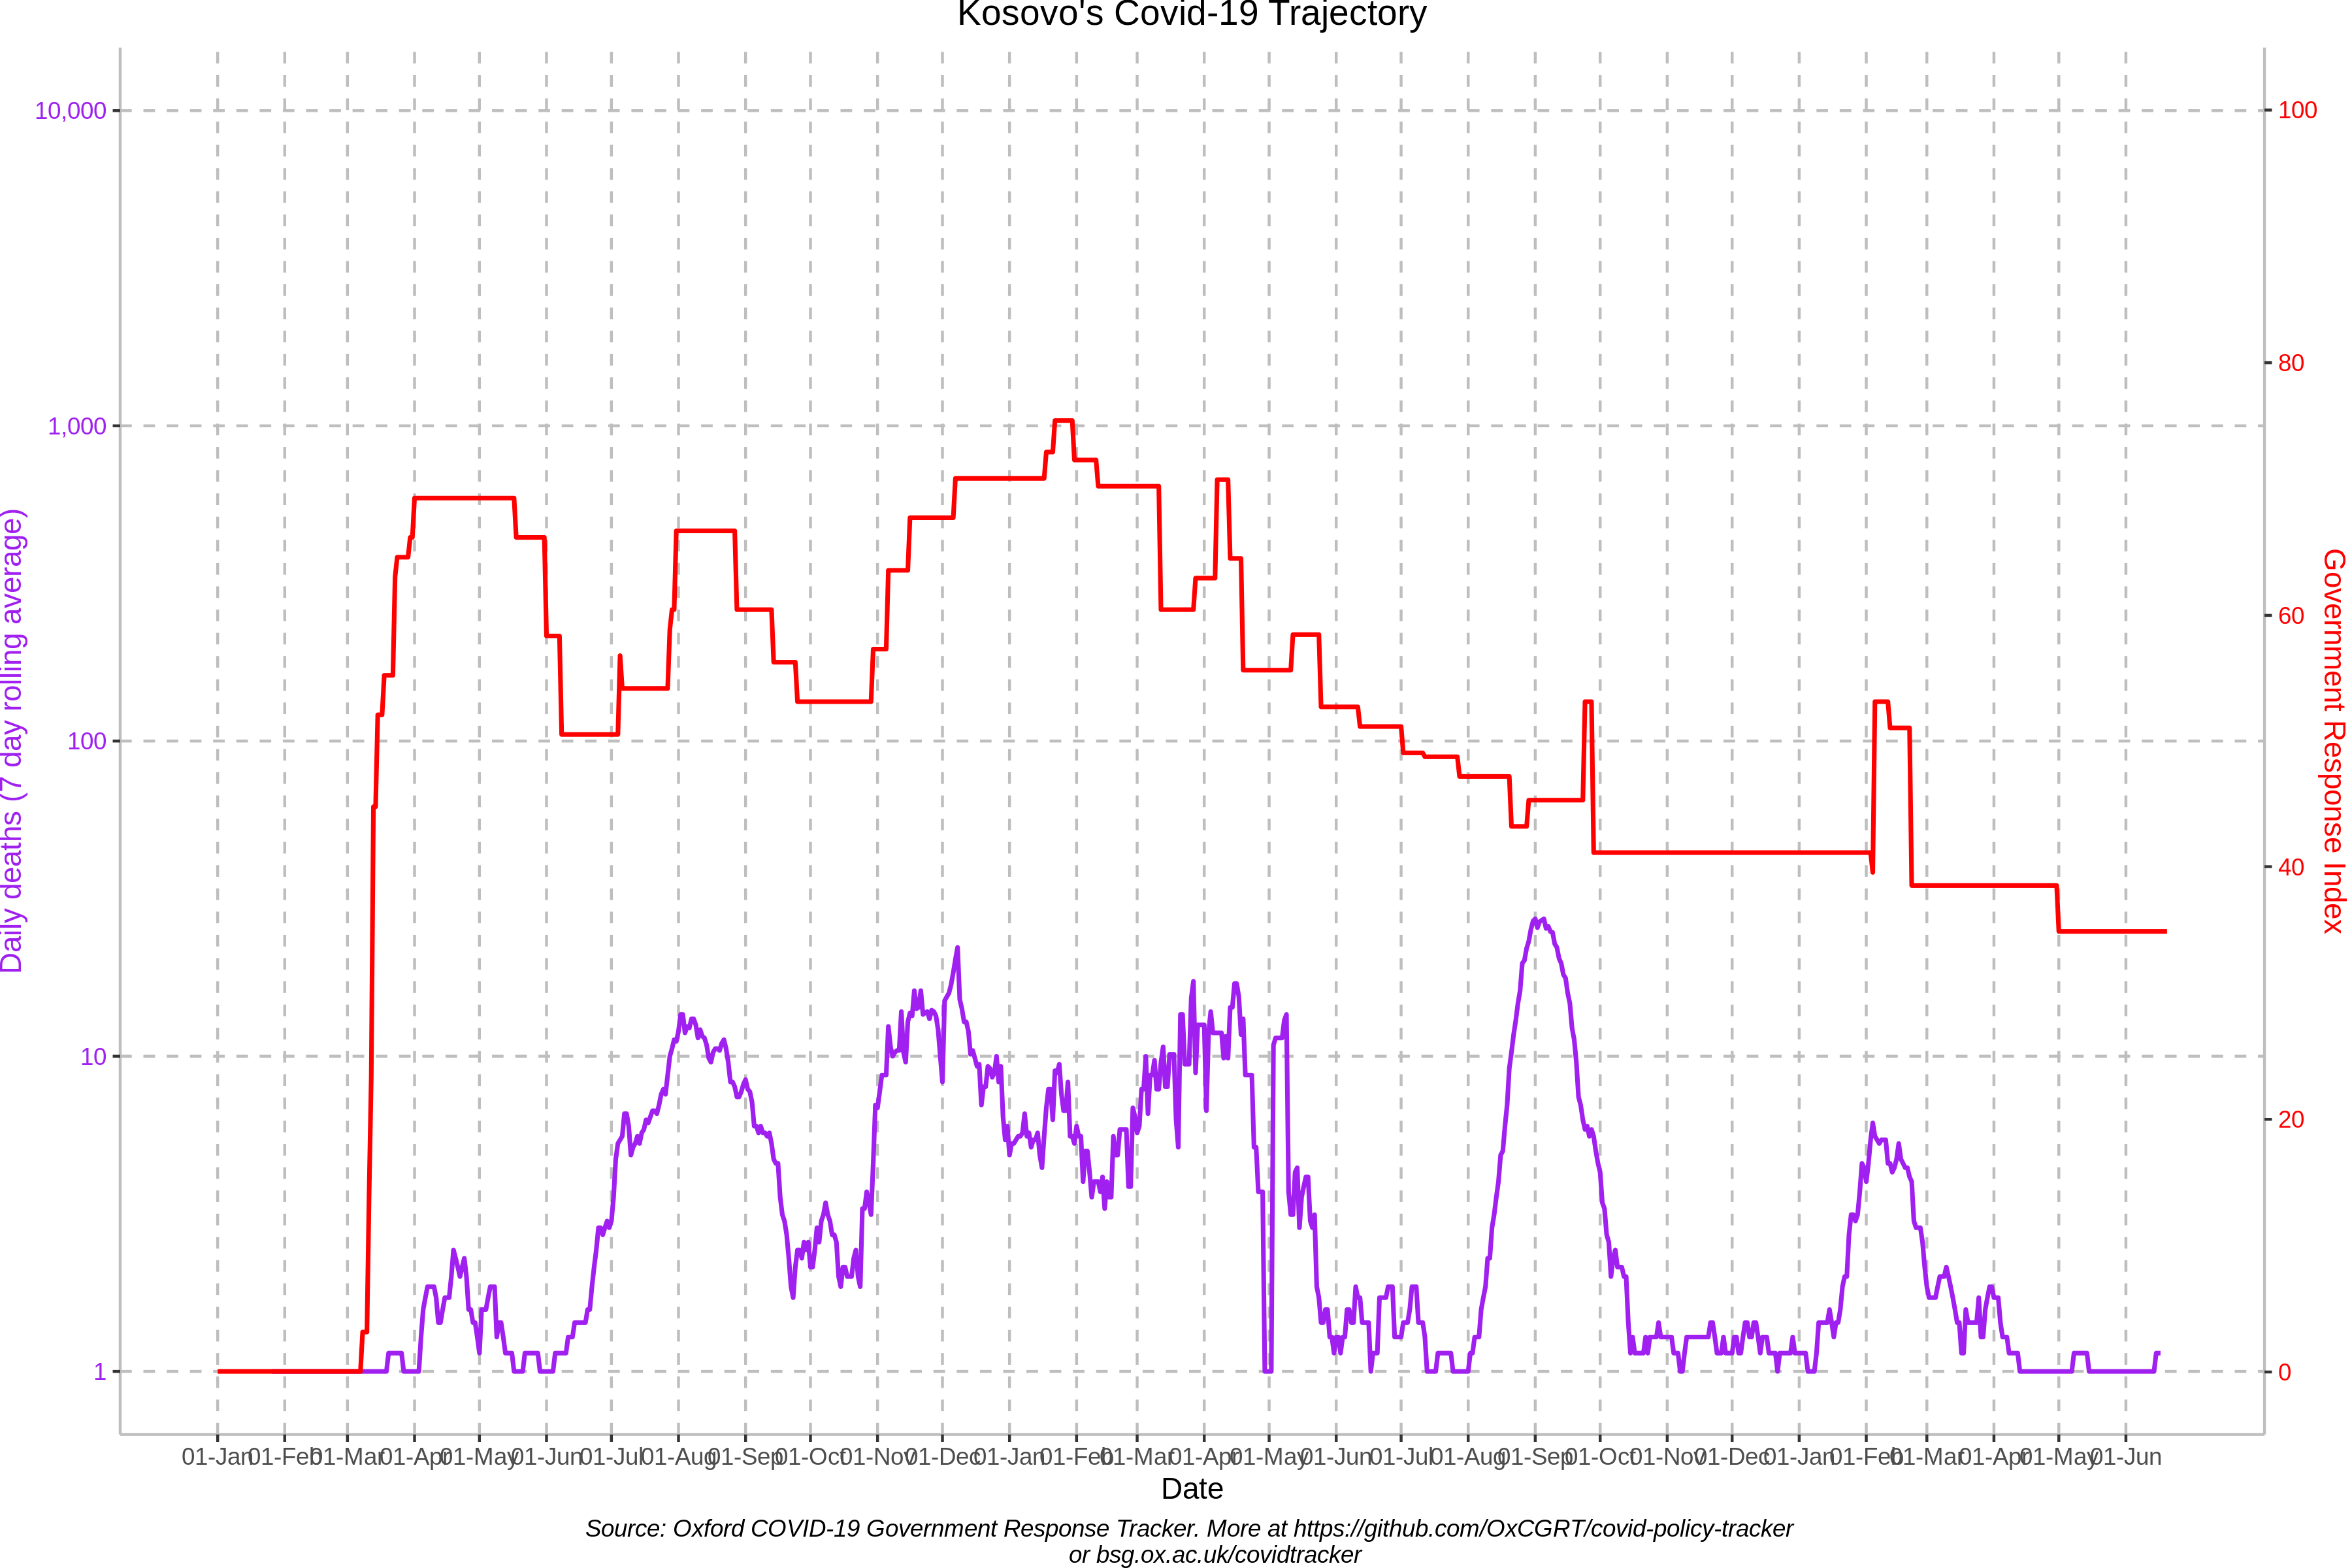 Kosovo's Covid-19 Trajectory
10,000
1,000
100
10
1
Daily deaths (7 day rolling average)
100
80
60
40
20
0
Government Response Index
01-Jan 01-Feb 01-Mar 01-Apr 01-May 01-Jun 01-Jul 01-Aug 01-Sep 01-Oct 01-Nov 01-Dec 01-Jan 01-Feb 01-Mar 01-Apr 01-May 01-Jun 01-Jul 01-Aug 01-Sep 01-Oct 01-Nov 01-Dec 01-Jan 01-Feb 01-Mar 01-Apr 01-May 01-Jun
Date
Source: Oxford COVID-19 Government Response Tracker. More at https://github.com/OxCGRT/covid-policy-tracker
or bsg.ox.ac.uk/covidtracker